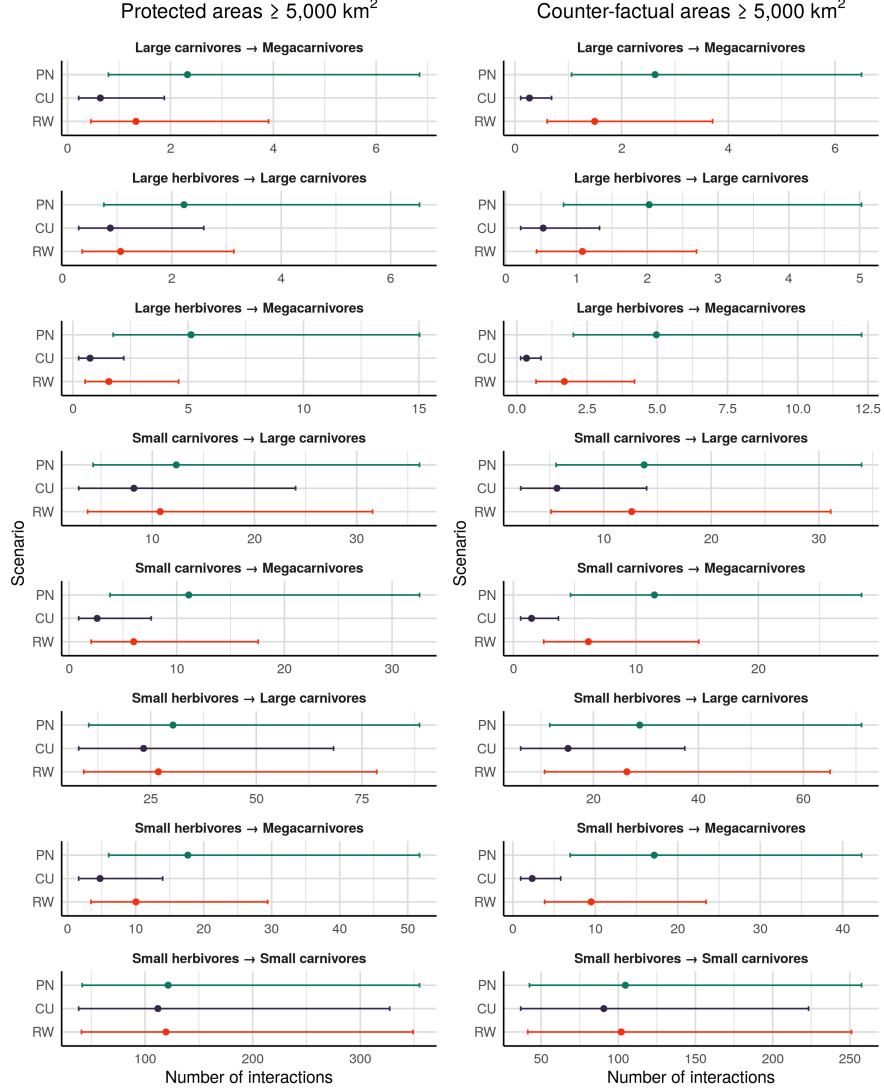 Protected areas ≥ 5,000 km²
Large carnivores → Megacarnivores
PN
CU
RW
0 2 4 6
Large herbivores → Large carnivores
PN
CU
RW
0 2 4 6
Large herbivores → Megacarnivores
PN
CU
RW
0 5 10 15
Small carnivores → Large carnivores
PN
CU
RW
10 20 30
Small carnivores → Megacarnivores
PN
CU
RW
0 10 20 30
Small herbivores → Large carnivores
PN
CU
RW
25 50 75
Small herbivores → Megacarnivores
PN
CU
RW
0 10 20 30 40 50
Small herbivores → Small carnivores
PN
CU
RW
100 200 300
Number of interactions
Scenario
Counter-factual areas ≥ 5,000 km²
Large carnivores → Megacarnivores
PN
CU
RW
0 2 4 6
Large herbivores → Large carnivores
PN
CU
RW
0 1 2 3 4 5
Large herbivores → Megacarnivores
PN
CU
RW
0.0 2.5 5.0 7.5 10.0 12.5
Small carnivores → Large carnivores
PN
CU
RW
10 20 30
Small carnivores → Megacarnivores
PN
CU
RW
0 10 20
Small herbivores → Large carnivores
PN
CU
RW
20 40 60
Small herbivores → Megacarnivores
PN
CU
RW
0 10 20 30 40
Small herbivores → Small carnivores
PN
CU
RW
50 100 150 200 250
Number of interactions
Scenario